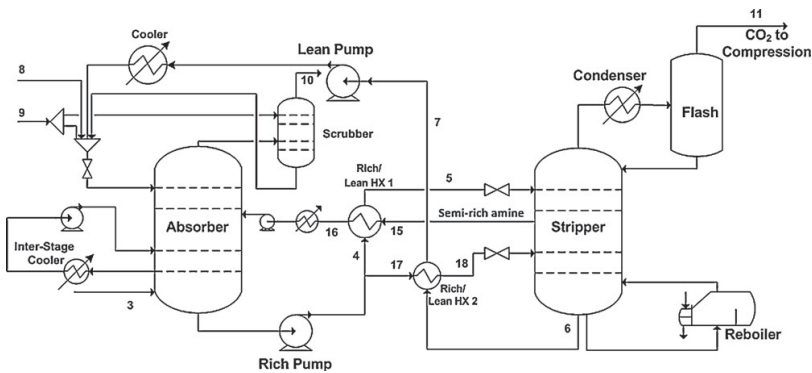 11
CO₂ to
Compression
Cooler
Lean Pump
8
10
Condenser
Flash
9
7
Scrubber
Rich/
Lean HX 1
5
Absorber
Semi-rich amine
Stripper
16
15
Inter-Stage
Cooler
4
17
18
3
Rich/
Lean HX 2
6
Reboiler
Rich Pump